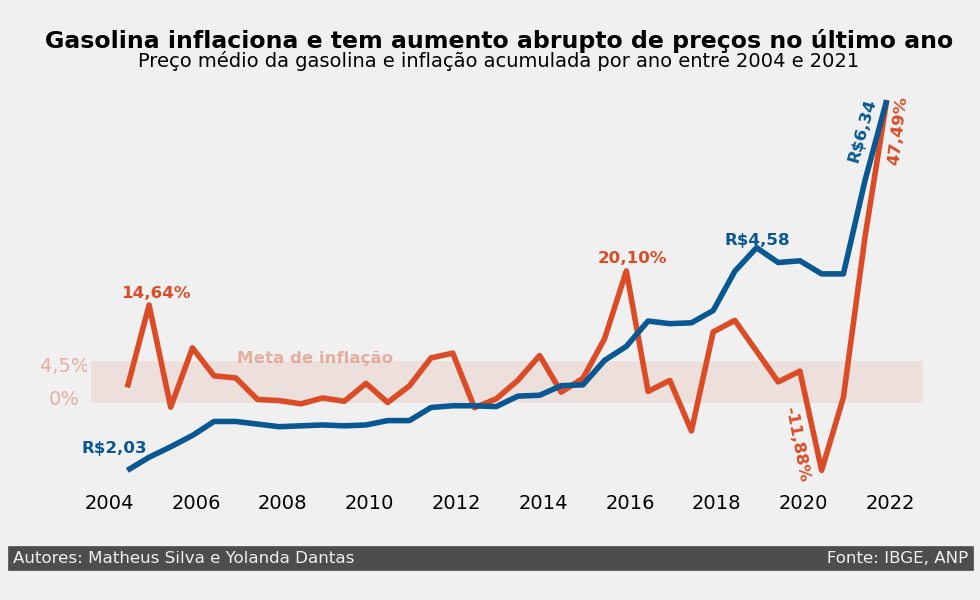 Gasolina inflaciona e tem aumento abrupto de preços no último ano
Preço médio da gasolina e inflação acumulada por ano entre 2004 e 2021
R$6,34
47,49%
R$4,58
20,10%
14,64%
Meta de inflação
4,5%
0%
-11,88%
R$2,03
2004 2006 2008 2010 2012 2014 2016 2018 2020 2022
Autores: Matheus Silva e Yolanda Dantas
Fonte: IBGE, ANP